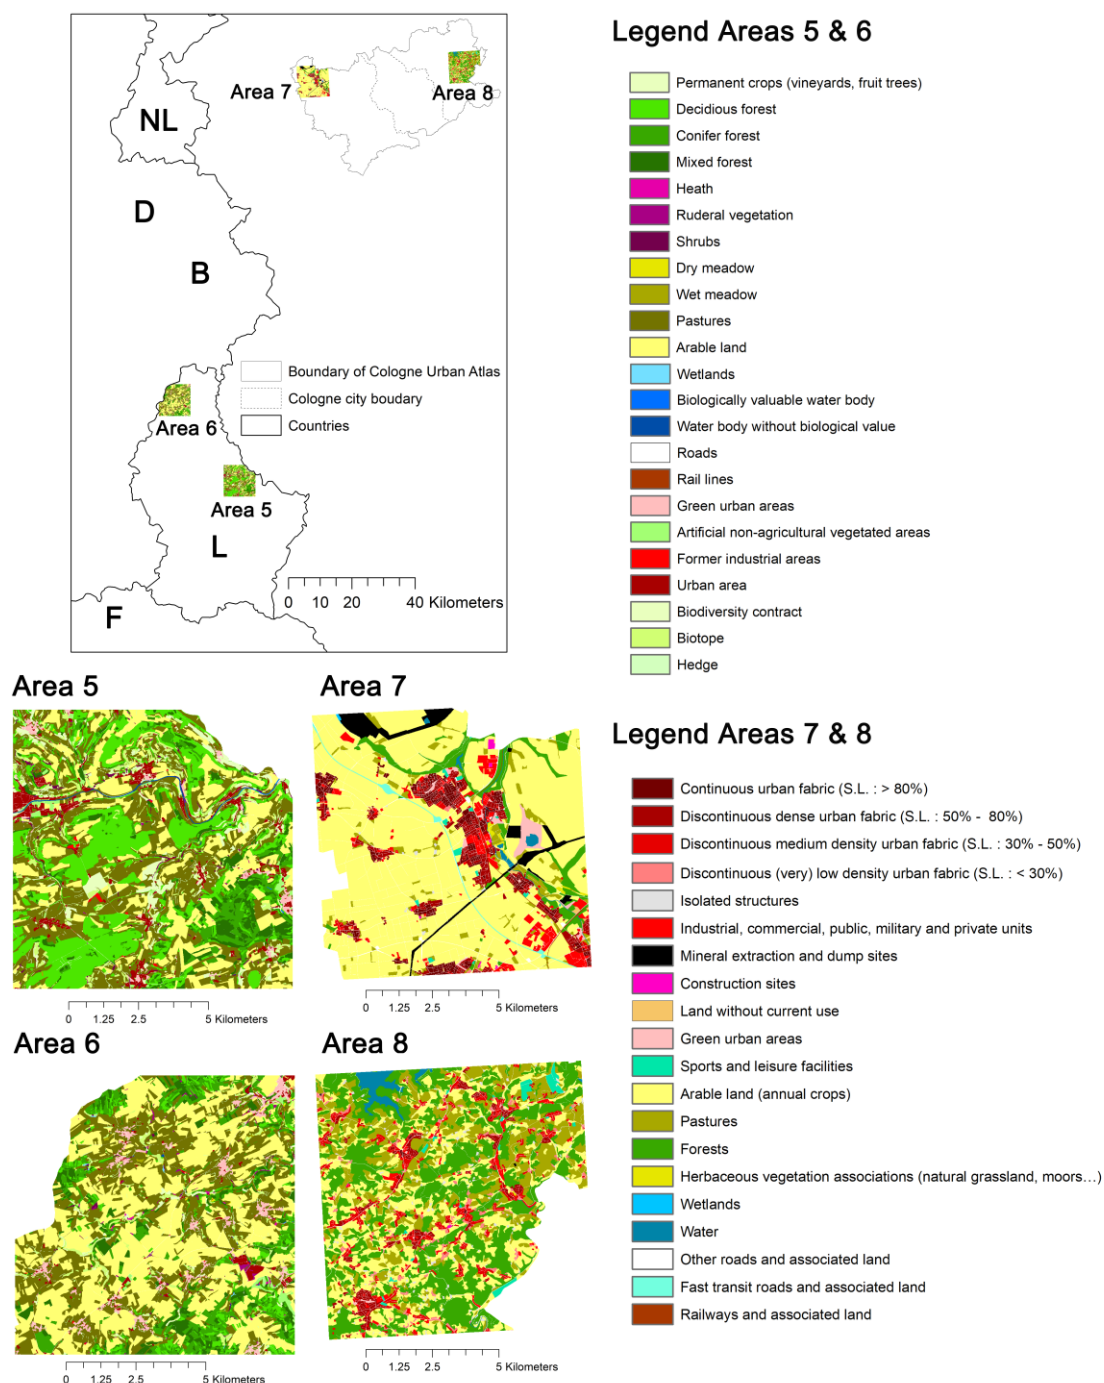 Legend Areas 5 & 6
Area 7
Area 8
NL
D
B
Boundary of Cologne Urban Atlas
Cologne city boudary
Countries
Area 6
Area 5
L
F
0 10 20 40 Kilometers
Permanent crops (vineyards, fruit trees)
Decidious forest
Conifer forest
Mixed forest
Heath
Ruderal vegetation
Shrubs
Dry meadow
Wet meadow
Pastures
Arable land
Wetlands
Biologically valuable water body
Water body without biological value
Roads
Rail lines
Green urban areas
Artificial non-agricultural vegetated areas
Former industrial areas
Urban area
Biodiversity contract
Biotope
Hedge
Area 5
0 1.25 2.5 5 Kilometers
Area 7
0 1.25 2.5 5 Kilometers
Area 6
0 1.25 2.5 5 Kilometers
Area 8
0 1.25 2.5 5 Kilometers
Legend Areas 7 & 8
Continuous urban fabric (S.L. : > 80%)
Discontinuous dense urban fabric (S.L. : 50% - 80%)
Discontinuous medium density urban fabric (S.L. : 30% - 50%)
Discontinuous (very) low density urban fabric (S.L. : < 30%)
Isolated structures
Industrial, commercial, public, military and private units
Mineral extraction and dump sites
Construction sites
Land without current use
Green urban areas
Sports and leisure facilities
Arable land (annual crops)
Pastures
Forests
Herbaceous vegetation associations (natural grassland, moors...)
Wetlands
Water
Other roads and associated land
Fast transit roads and associated land
Railways and associated land